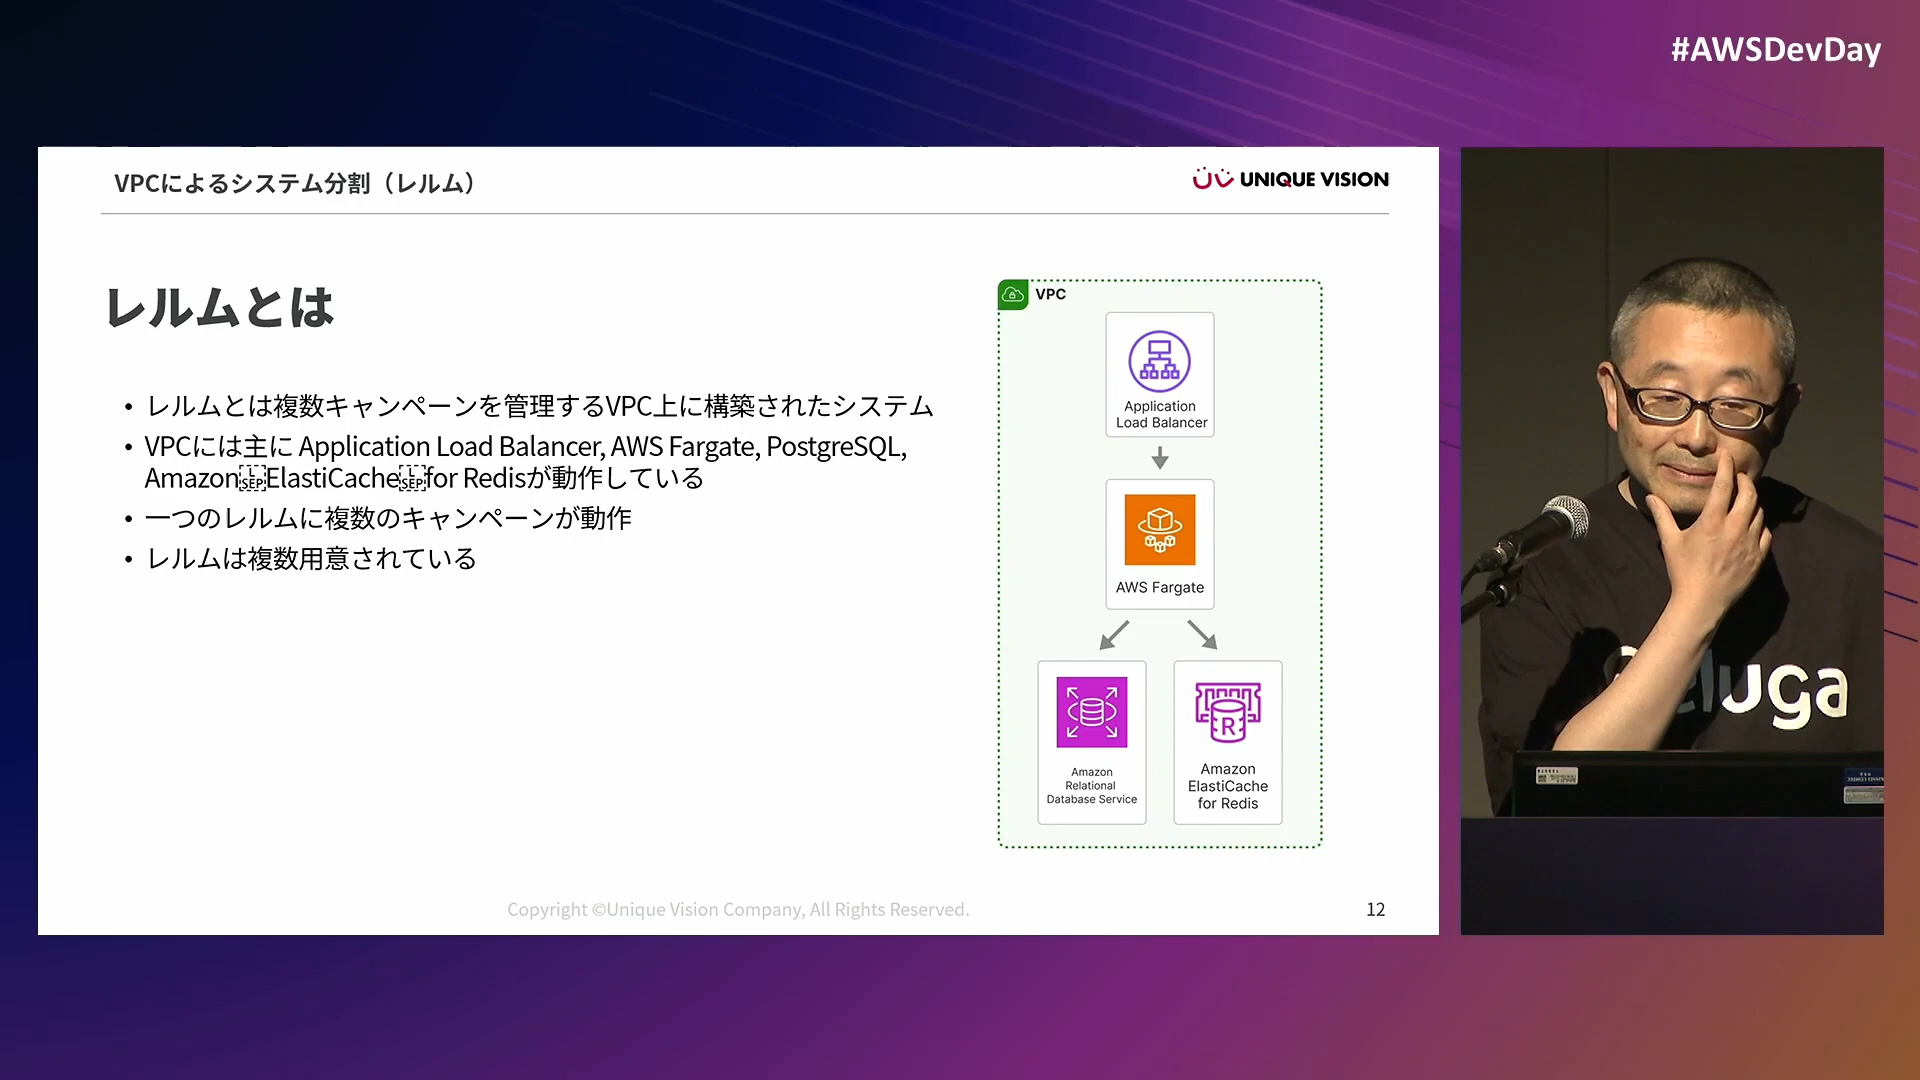 #AWSDevDay
VPCによるシステム分割（レルム）
UNIQUE VISION
レルムとは
• レルムとは複数キャンペーンを管理するVPC上に構築されたシステム
• VPCには主に Application Load Balancer, AWS Fargate, PostgreSQL,
Amazon ElastiCache for Redisが動作している
• 一つのレルムに複数のキャンペーンが動作
• レルムは複数用意されている
VPC
Application
Load Balancer
AWS Fargate
Amazon
Relational
Database Service
R
Amazon
ElastiCache
for Redis
Copyright ©Unique Vision Company, All Rights Reserved.
12